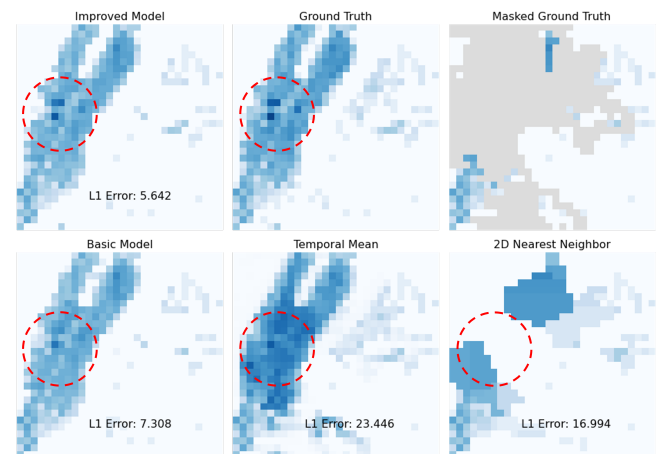 Improved Model
Ground Truth
Masked Ground Truth
L1 Error: 5.642
Basic Model
Temporal Mean
2D Nearest Neighbor
L1 Error: 7.308
L1 Error: 23.446
L1 Error: 16.994